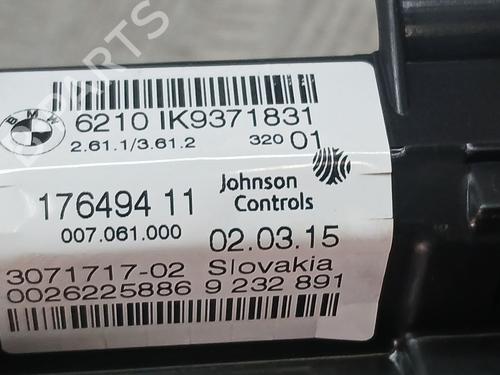 BMW
6210 IK9371831
2.61.1/3.61.2 320 01
176494 11
Johnson
Controls
007.061.000
02.03.15
3071717-02 Slovakia
0026225886 9 232 891